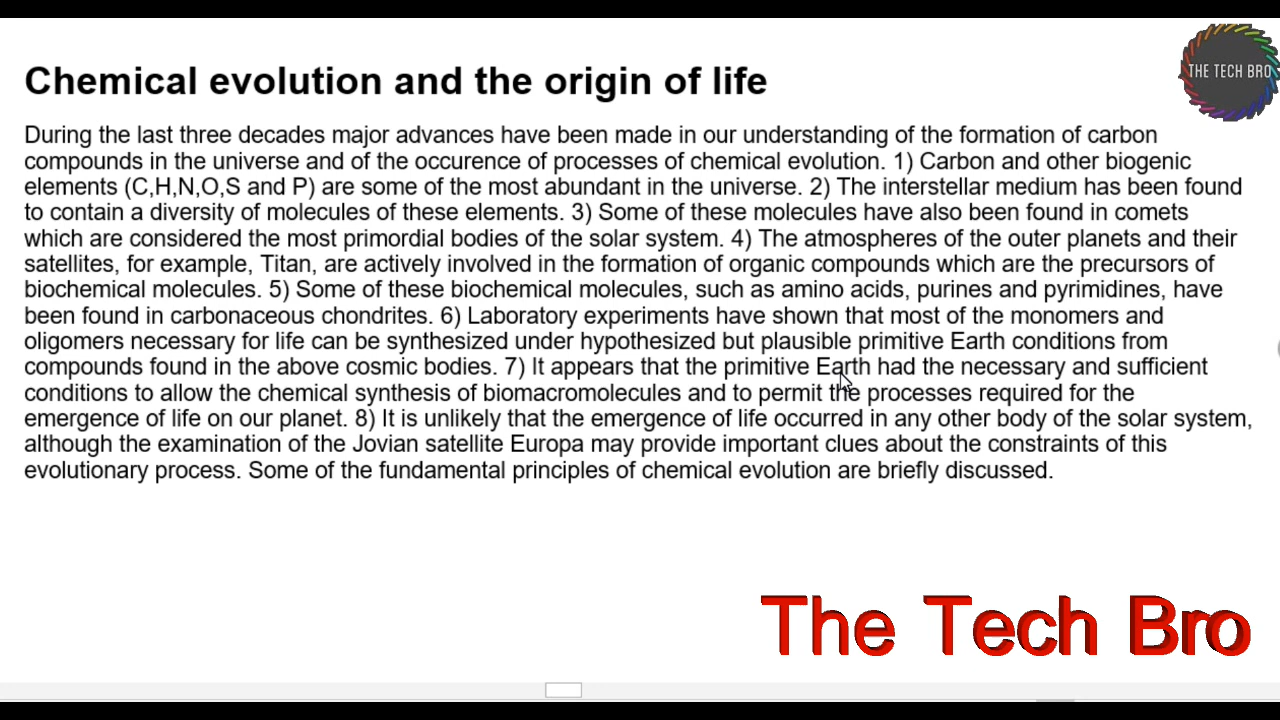 THE TECH BRO
Chemical evolution and the origin of life
During the last three decades major advances have been made in our understanding of the formation of carbon
compounds in the universe and of the occurence of processes of chemical evolution. 1) Carbon and other biogenic
elements (C,H,N,O,S and P) are some of the most abundant in the universe. 2) The interstellar medium has been found
to contain a diversity of molecules of these elements. 3) Some of these molecules have also been found in comets
which are considered the most primordial bodies of the solar system. 4) The atmospheres of the outer planets and their
satellites, for example, Titan, are actively involved in the formation of organic compounds which are the precursors of
biochemical molecules. 5) Some of these biochemical molecules, such as amino acids, purines and pyrimidines, have
been found in carbonaceous chondrites. 6) Laboratory experiments have shown that most of the monomers and
oligomers necessary for life can be synthesized under hypothesized but plausible primitive Earth conditions from
compounds found in the above cosmic bodies. 7) It appears that the primitive Earth had the necessary and sufficient
conditions to allow the chemical synthesis of biomacromolecules and to permit the processes required for the
emergence of life on our planet. 8) It is unlikely that the emergence of life occurred in any other body of the solar system,
although the examination of the Jovian satellite Europa may provide important clues about the constraints of this
evolutionary process. Some of the fundamental principles of chemical evolution are briefly discussed.
The Tech Bro